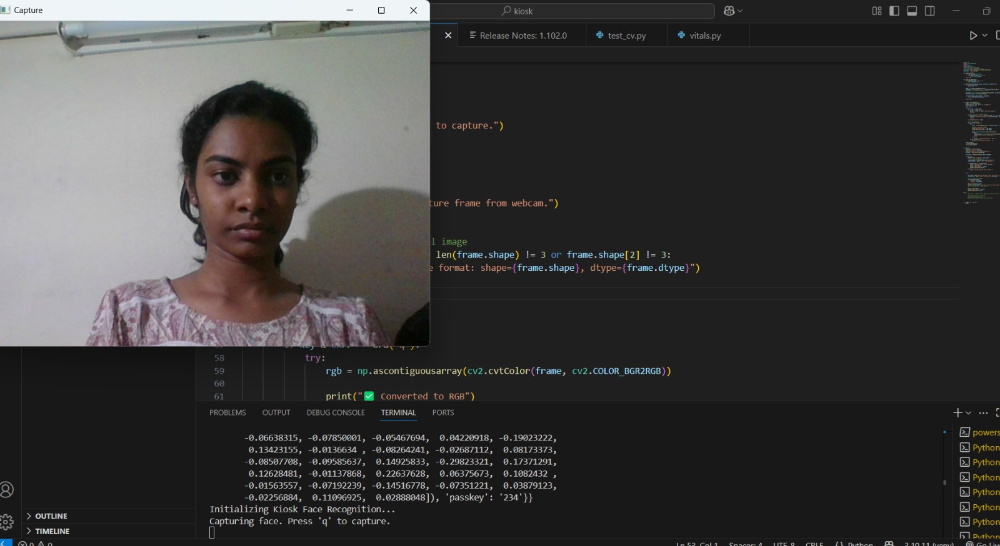 Capture
kiosk
Release Notes: 1.102.0
test_cv.py
vitals.py
PHILIPS
to capture.")
ture frame from webcam.")
l image
len(frame.shape) != 3 or frame.shape[2] != 3:
e format: shape={frame.shape}, dtype={frame.dtype}")
58 try:
59 rgb = np.ascontiguousarray(cv2.cvtColor(frame, cv2.COLOR_BGR2RGB))
60
61 print("✅ Converted to RGB")
PROBLEMS OUTPUT DEBUG CONSOLE TERMINAL PORTS
-0.06638315, -0.07850001, -0.05467694, 0.04220918, -0.19023222,
0.13423155, -0.0136634 , -0.08264241, -0.02687112, 0.08173373,
-0.08507708, -0.09585637, 0.14925833, -0.29823321, 0.17371291,
0.12628481, -0.01137868, 0.22637628, 0.06375673, 0.1082432 ,
-0.01563557, -0.07192239, -0.14516778, -0.07351221, 0.03879123,
-0.02256884, 0.11096925, 0.02888048]), 'passkey': '234'}}
Initializing Kiosk Face Recognition...
Capturing face. Press 'q' to capture.
powers
Python
Python
Python
Python
Python
Python
Python
OUTLINE
TIMELINE
Ln 53, Col 1 Spaces: 4 UTF-8 CRLF Python 3.10.11 (venv) Go Liv